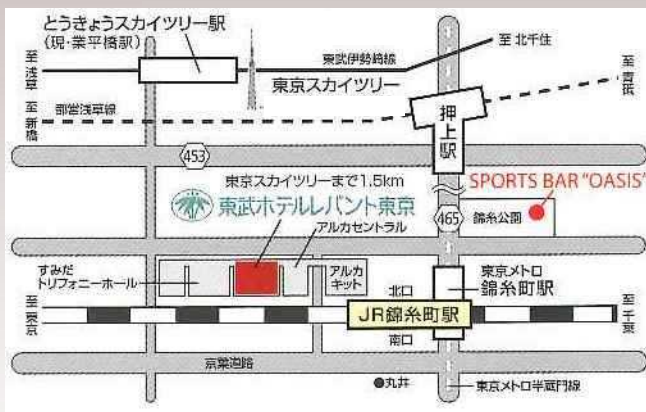 とうきょうスカイツリー駅
(現・業平橋駅)
至北千住
至浅草
東武伊勢崎線
東京スカイツリー
至青砥
至新橋
都営浅草線
押上駅
453
東京スカイツリーまで1.5km
SPORTS BAR "OASIS"
東武ホテルレバント東京
465
錦糸公園
アルカセントラル
すみだ
トリフォニーホール
アルカ
キット
北口
東京メトロ
錦糸町駅
至東京
JR錦糸町駅
至千葉
南口
京葉道路
●丸井
東京メトロ半蔵門線